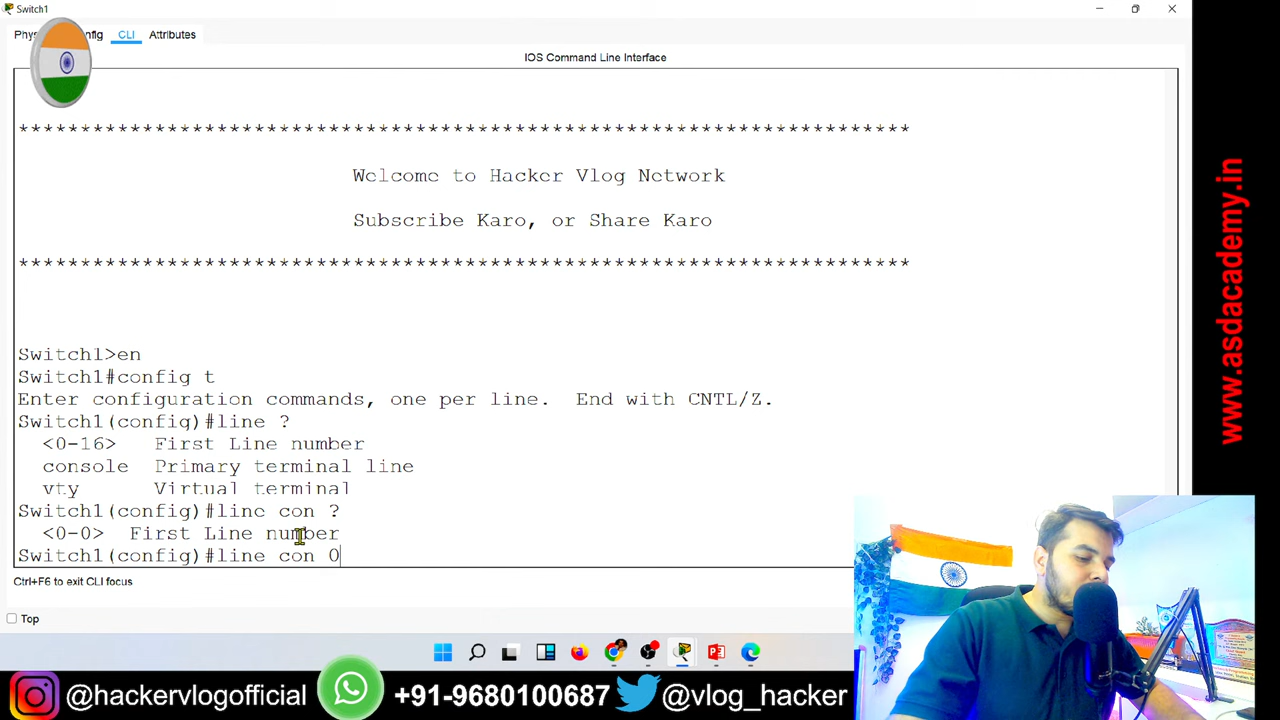 Switch1
CLI
Attributes
IOS Command Line Interface
********************************************************************************
Welcome to Hacker Vlog Network
Subscribe Karo, or Share Karo
********************************************************************************
Switch1>en
Switch1#config t
Enter configuration commands, one per line.  End with CNTL/Z.
Switch1(config)#line ?
<0-16>   First Line number
console  Primary terminal line
vty      Virtual terminal
Switch1(config)#line con ?
<0-0>  First Line number
Switch1(config)#line con 0
Ctrl+F6 to exit CLI focus
Top
www.asdacademy.in
@hackervlogofficial
+91-9680100687
@vlog_hacker